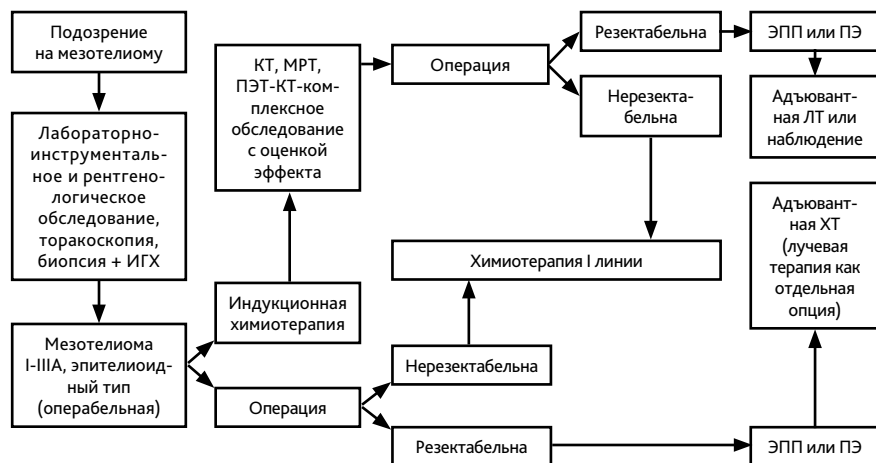 Подозрение
на мезотелиому
Лабораторно-
инструменталь-
ное и рентгено-
логическое
обследование,
торакоскопия,
биопсия + ИГХ
Мезотелиома
I-IIIA, эпителиоид-
ный тип
(операбельная)
Индукционная
химиотерапия
КТ, МРТ,
ПЭТ-КТ-ком-
плексное
обследование
с оценкой
эффекта
Операция
Резектабельна
ЭПП или ПЭ
Адъювант-
ная ЛТ или
наблюдение
Нерезекта-
бельна
Химиотерапия I линии
Операция
Нерезектабельна
Резектабельна
ЭПП или ПЭ
Адъювант-
ная ХТ
(лучевая
терапия как
отдельная
опция)